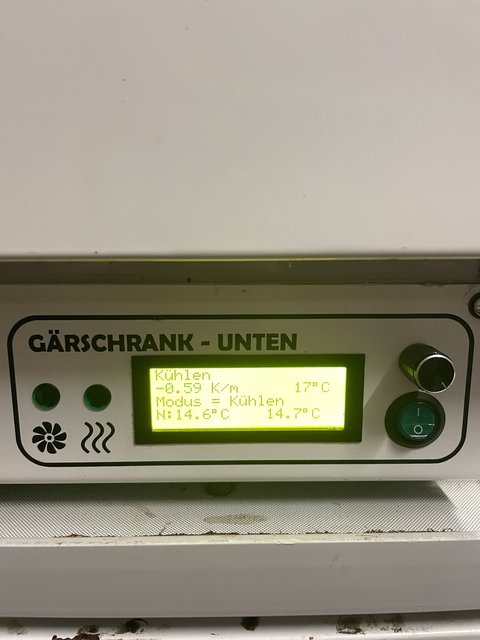 GÄRSCHRANK - UNTEN
Kühlen
-0.59 K/m 17°C
Modus = Kühlen
N:14.6°C 14.7°C
I
O